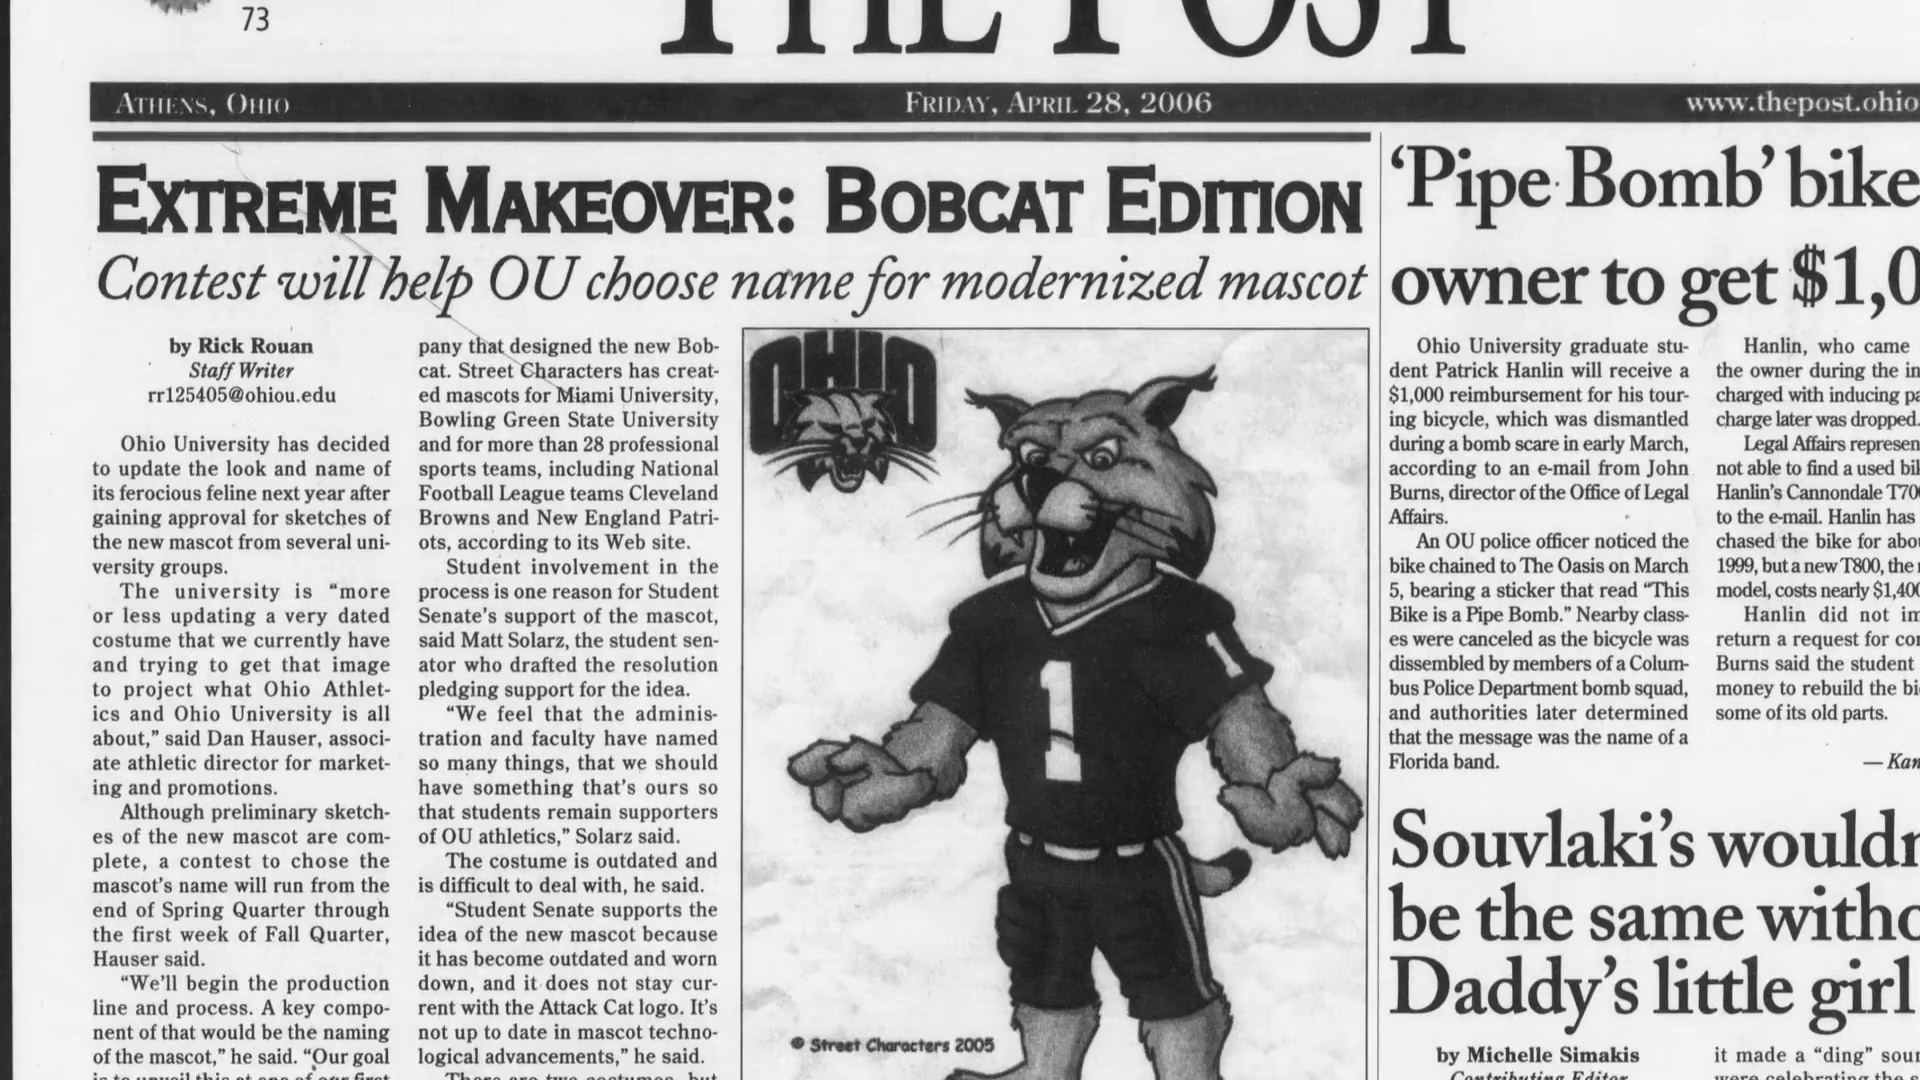 73
THE POST
ATHENS, OHIO
FRIDAY, APRIL 28, 2006
www.thepost.ohio
EXTREME MAKEOVER: BOBCAT EDITION
Contest will help OU choose name for modernized mascot
by Rick Rouan
Staff Writer
rr125405@ohiou.edu
Ohio University has decided
to update the look and name of
its ferocious feline next year after
gaining approval for sketches of
the new mascot from several uni-
versity groups.
The university is “more
or less updating a very dated
costume that we currently have
and trying to get that image
to project what Ohio Athlet-
ics and Ohio University is all
about,” said Dan Hauser, associ-
ate athletic director for market-
ing and promotions.
Although preliminary sketch-
es of the new mascot are com-
plete, a contest to chose the
mascot’s name will run from the
end of Spring Quarter through
the first week of Fall Quarter,
Hauser said.
“We’ll begin the production
line and process. A key compo-
nent of that would be the naming
of the mascot,” he said. “Our goal
is to unveil this at one of our first
pany that designed the new Bob-
cat. Street Characters has creat-
ed mascots for Miami University,
Bowling Green State University
and for more than 28 professional
sports teams, including National
Football League teams Cleveland
Browns and New England Patri-
ots, according to its Web site.
Student involvement in the
process is one reason for Student
Senate’s support of the mascot,
said Matt Solarz, the student sen-
ator who drafted the resolution
pledging support for the idea.
“We feel that the adminis-
tration and faculty have named
so many things, that we should
have something that’s ours so
that students remain supporters
of OU athletics,” Solarz said.
The costume is outdated and
is difficult to deal with, he said.
“Student Senate supports the
idea of the new mascot because
it has become outdated and worn
down, and it does not stay cur-
rent with the Attack Cat logo. It’s
not up to date in mascot techno-
logical advancements,” he said.
There are two costumes, but
OHIO
1
1
© Street Characters 2005
‘Pipe Bomb’ bike
owner to get $1,0
Ohio University graduate stu-
dent Patrick Hanlin will receive a
$1,000 reimbursement for his tour-
ing bicycle, which was dismantled
during a bomb scare in early March,
according to an e-mail from John
Burns, director of the Office of Legal
Affairs.
An OU police officer noticed the
bike chained to The Oasis on March
5, bearing a sticker that read “This
Bike is a Pipe Bomb.” Nearby class-
es were canceled as the bicycle was
dissembled by members of a Colum-
bus Police Department bomb squad,
and authorities later determined
that the message was the name of a
Florida band.
Hanlin, who came
the owner during the in
charged with inducing pa
charge later was dropped.
Legal Affairs represen
not able to find a used bi
Hanlin’s Cannondale T70
to the e-mail. Hanlin has
chased the bike for abo
1999, but a new T800, the
model, costs nearly $1,40
Hanlin did not im
return a request for co
Burns said the student
money to rebuild the bi
some of its old parts.
— Kan
Souvlaki’s wouldn
be the same witho
Daddy’s little girl
by Michelle Simakis
Contributing Editor
it made a “ding” sour
were celebrating the s